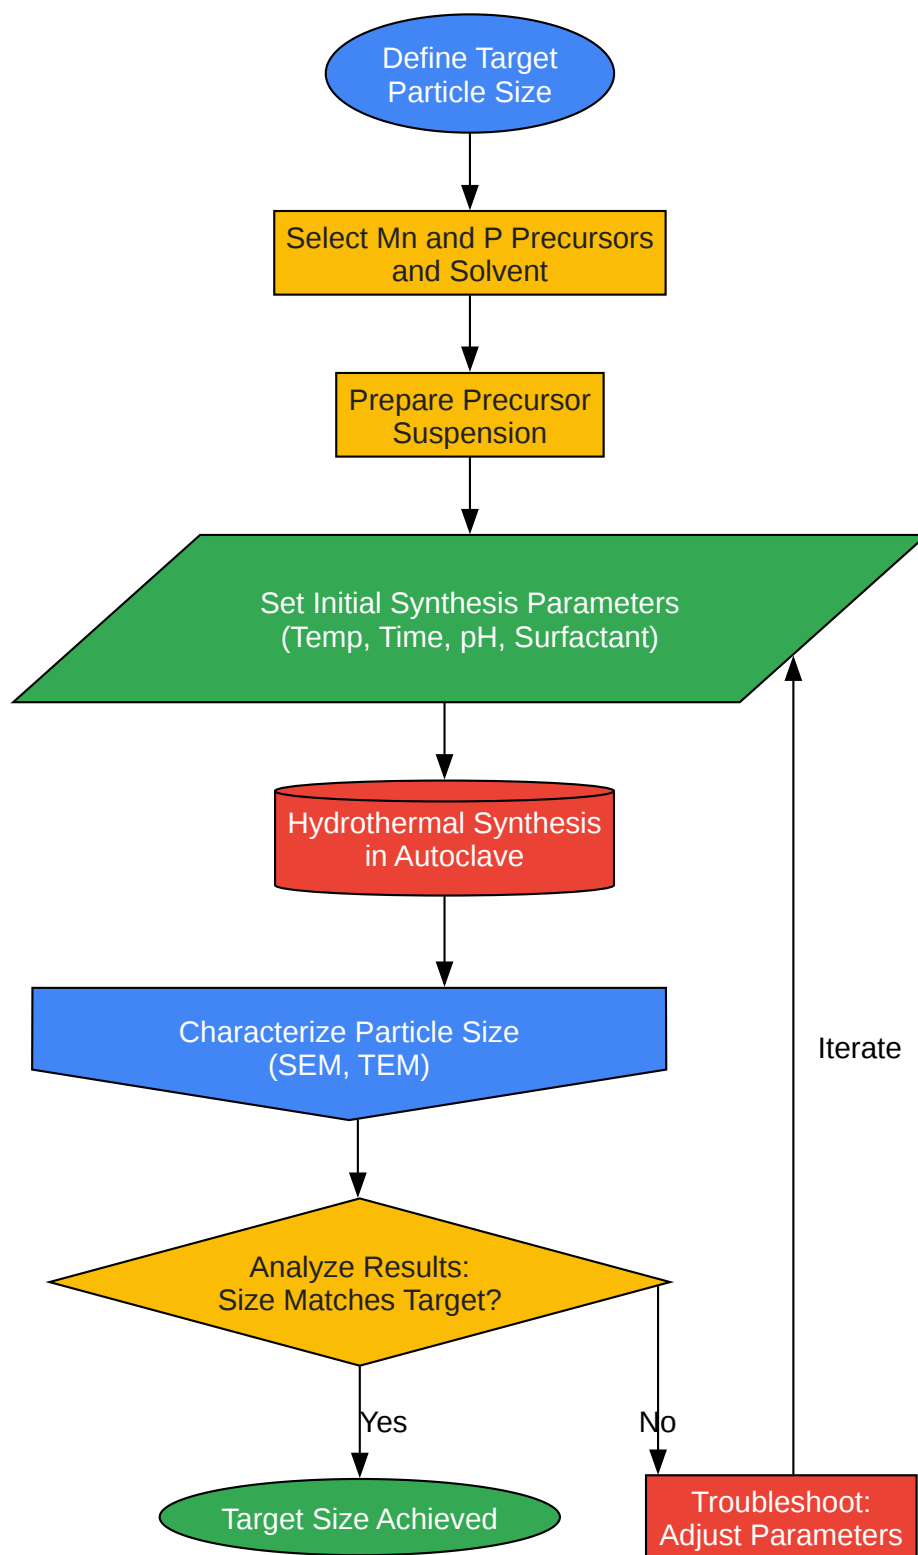 Define Target
Particle Size
Select Mn and P Precursors
and Solvent
Prepare Precursor
Suspension
Set Initial Synthesis Parameters
(Temp, Time, pH, Surfactant)
Hydrothermal Synthesis
in Autoclave
Characterize Particle Size
(SEM, TEM)
Iterate
Analyze Results:
Size Matches Target?
Yes
No
Target Size Achieved
Troubleshoot:
Adjust Parameters